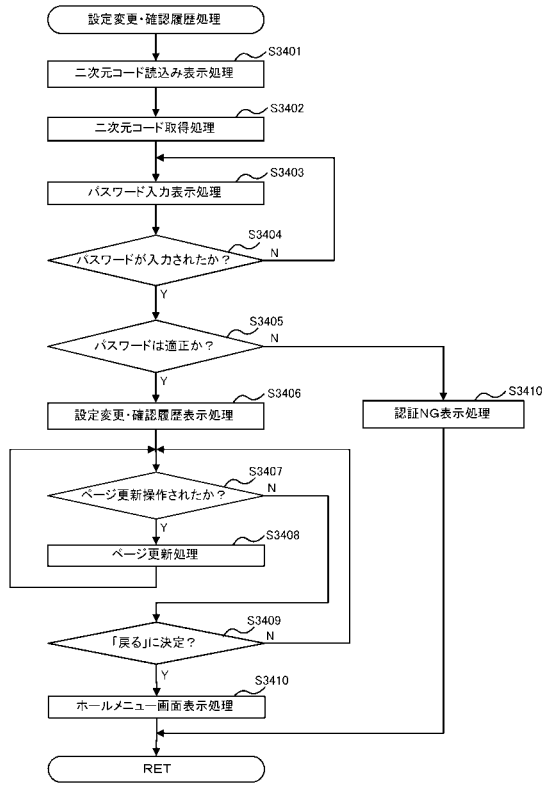 設定変更・確認履歴処理
S3401
二次元コード読込み表示処理
S3402
二次元コード取得処理
S3403
パスワード入力表示処理
S3404
パスワードが入力されたか？
N
Y
S3405
パスワードは適正か？
N
Y
S3406
設定変更・確認履歴表示処理
S3410
認証NG表示処理
S3407
ページ更新操作されたか？
N
Y
S3408
ページ更新処理
S3409
「戻る」に決定？
N
Y
S3410
ホールメニュー画面表示処理
RET